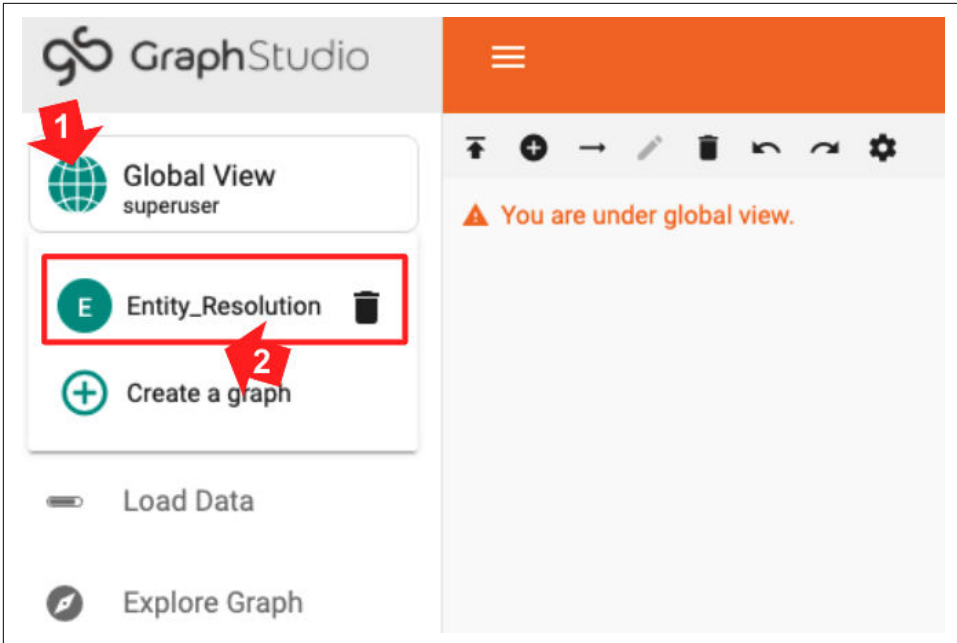 GraphStudio
1
Global View
superuser
You are under global view.
E Entity_Resolution
2
Create a graph
Load Data
Explore Graph